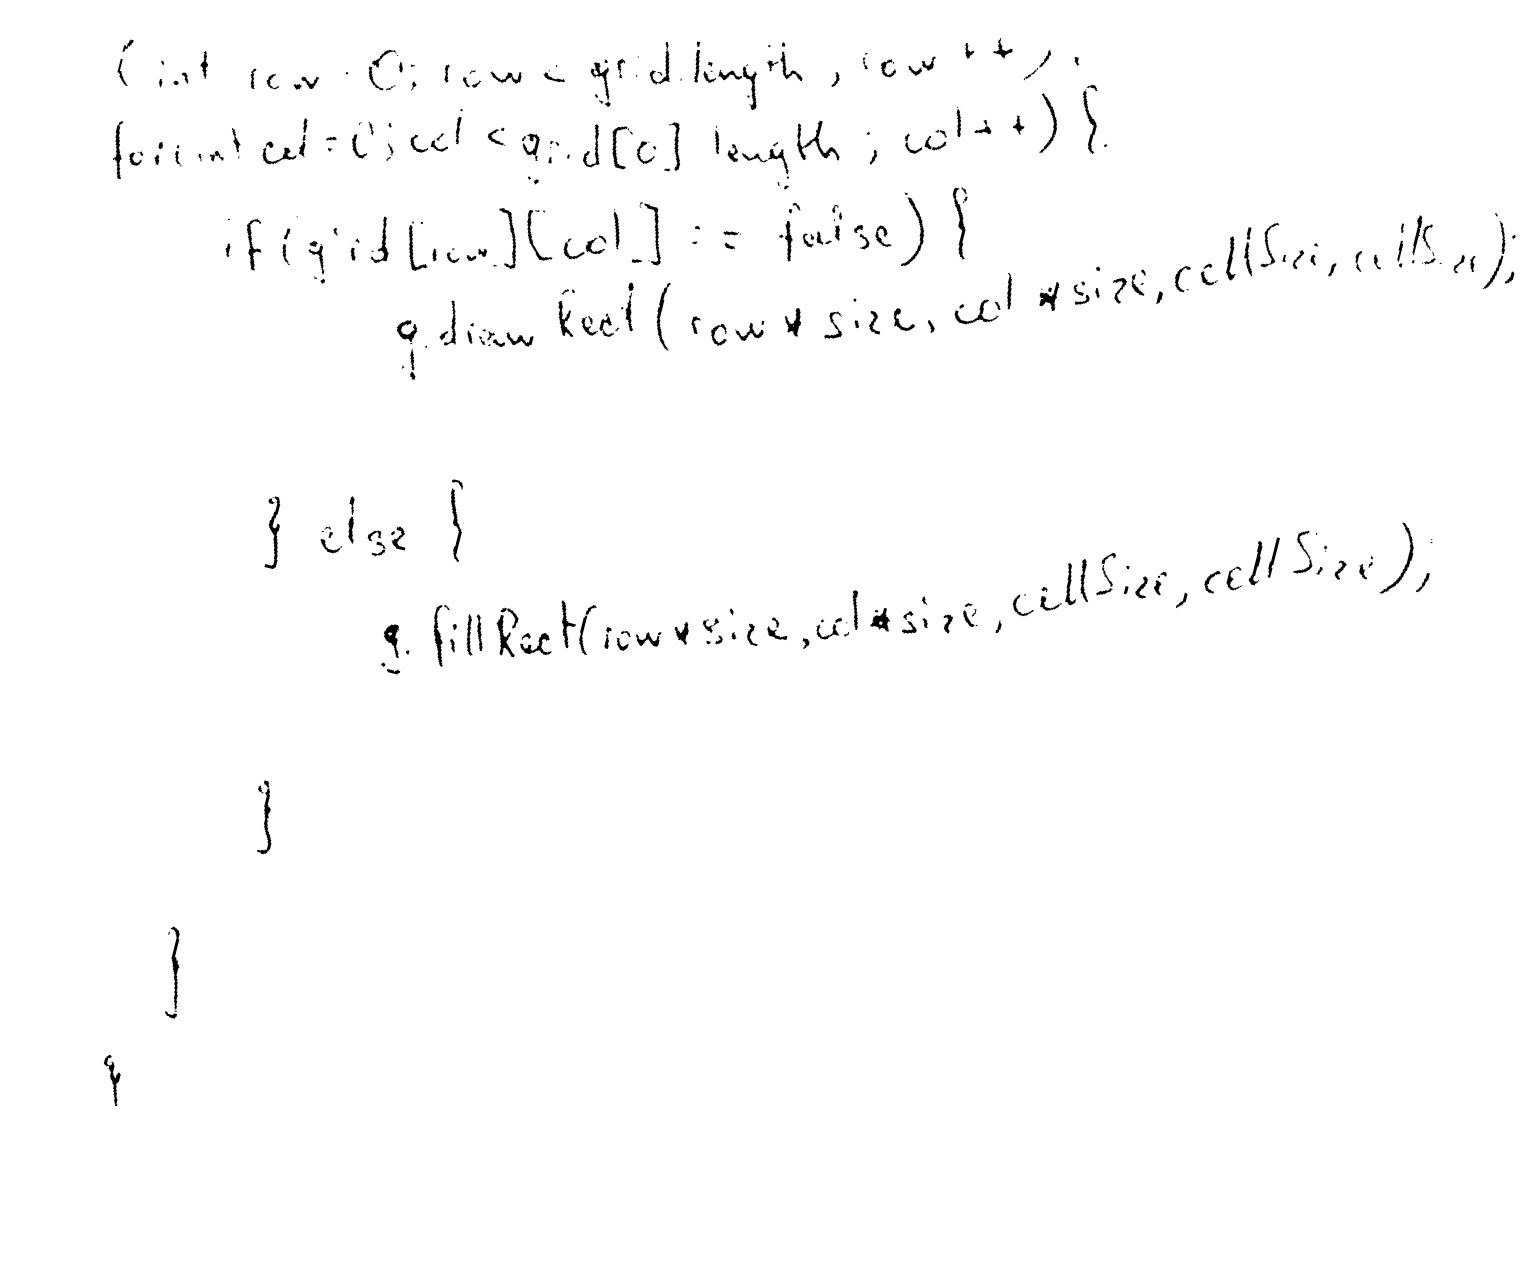 (int row = 0; row < grid.length; row++) {
for(int col = 0; col < grid[0].length; col++) {
if(grid[row][col] == false) {
g.drawRect(row*size, col*size, cellSize, cellSize);
} else {
g.fillRect(row*size, col*size, cellSize, cellSize);
}
}
}